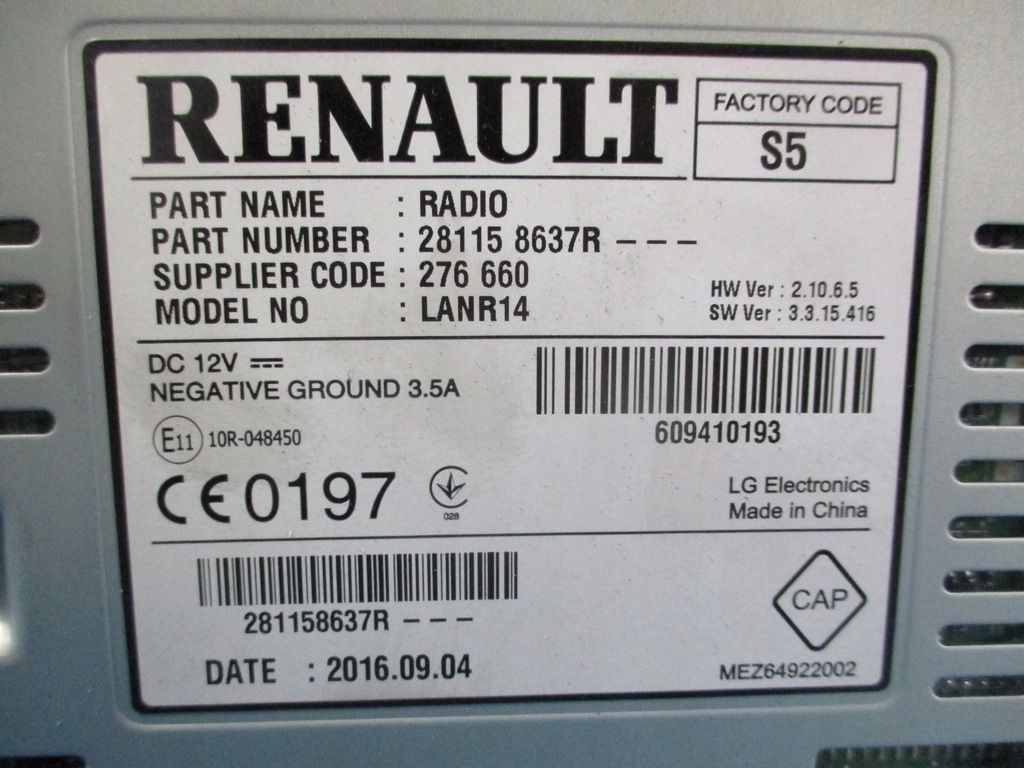 RENAULT
FACTORY CODE
S5
PART NAME : RADIO
PART NUMBER : 28115 8637R – – –
SUPPLIER CODE : 276 660
MODEL NO : LANR14
HW Ver : 2.10.6.5
SW Ver : 3.3.15.416
DC 12V
NEGATIVE GROUND 3.5A
609410193
E11 10R-048450
CE0197
028
LG Electronics
Made in China
281158637R – – –
CAP
DATE : 2016.09.04
MEZ64922002